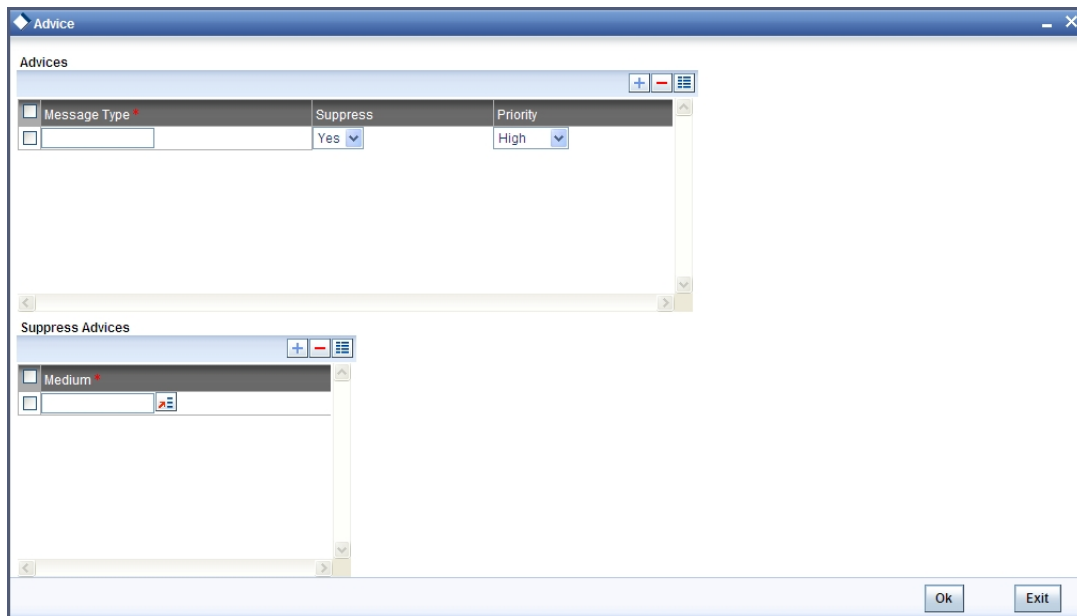 Advice
Advices
Message Type * Suppress Priority
Yes High
Suppress Advices
Medium *
Ok Exit